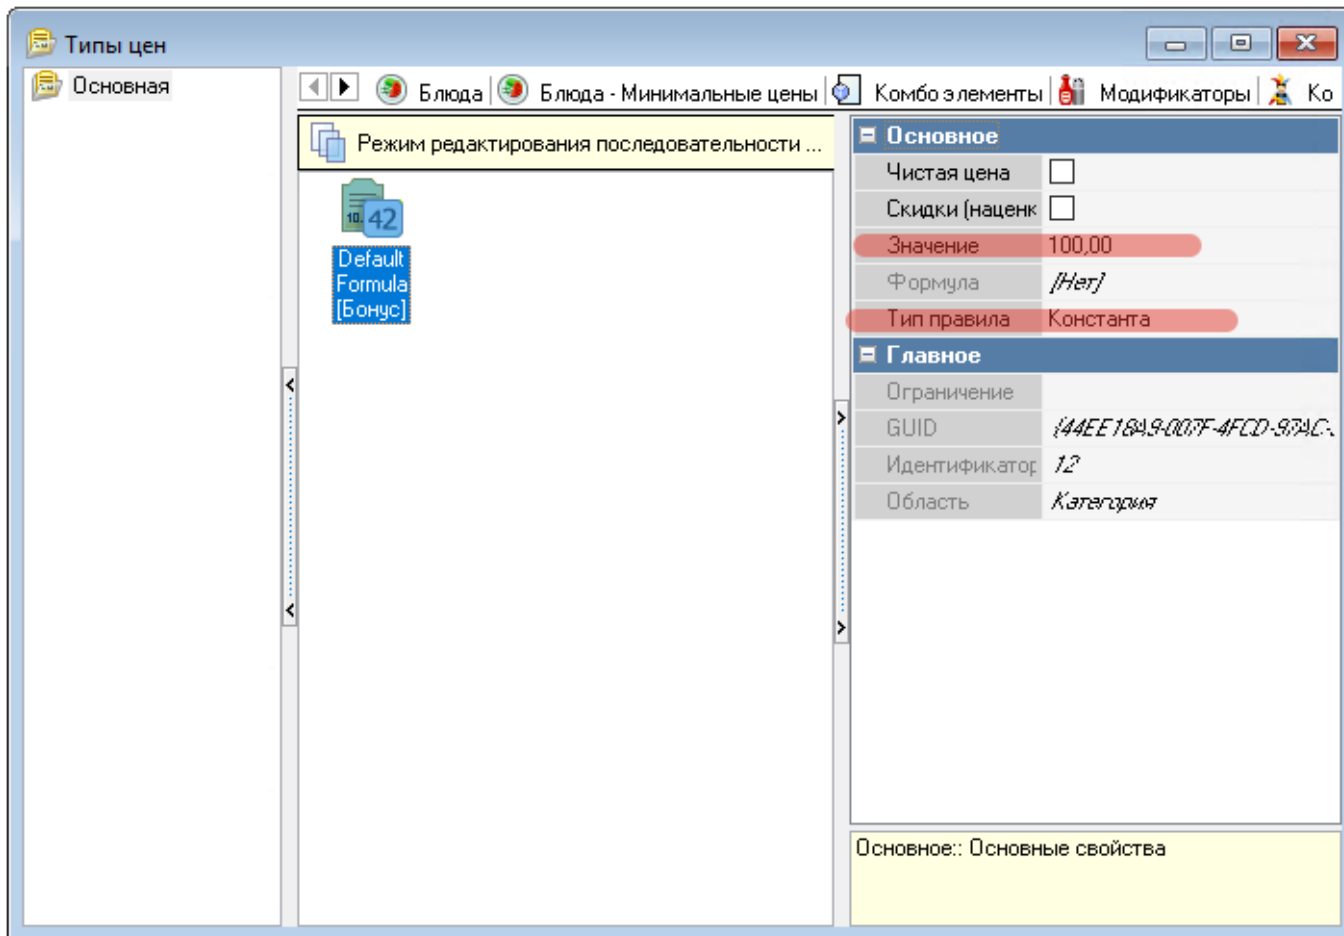 Типы цен
Основная
Блюда Блюда - Минимальные цены Комбо элементы Модификаторы Ко
Режим редактирования последовательности ...
10. 42
Default
Formula
[Бонус]
Основное
Чистая цена
Скидки (наценк
Значение 100,00
Формула [Нет]
Тип правила Константа
Главное
Ограничение
GUID {44EE18A9-007F-4FCD-97AC-
Идентификатор 12
Область Категория
Основное:: Основные свойства